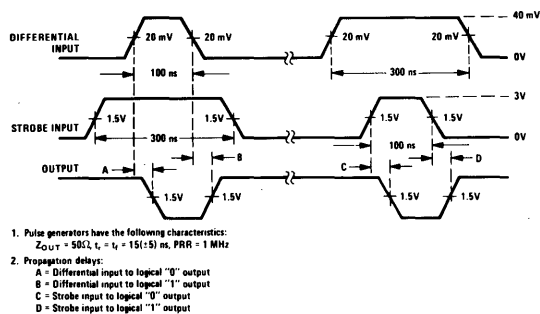 40 mV
DIFFERENTIAL INPUT
20 mV 20 mV 20 mV 20 mV
0V
100 ns 300 ns
3V
STROBE INPUT
1.5V 1.5V 1.5V 1.5V
300 ns 100 ns
0V
A B C D
OUTPUT
1.5V 1.5V 1.5V 1.5V
1. Pulse generators have the following characteristics:
Z_OUT = 50Ω, t_r = t_f = 15(±5) ns, PRR = 1 MHz
2. Propagation delays:
A = Differential input to logical "0" output
B = Differential input to logical "1" output
C = Strobe input to logical "0" output
D = Strobe input to logical "1" output